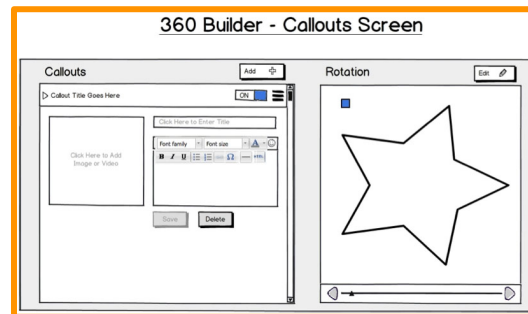 360 Builder - Callouts Screen
Callouts
Add
Rotation
Edit
Callout Title Goes Here
ON
Click Here to Add
Image or Video
Click Here to Enter Title
Font family
Font size
A
B I U
Ω
HTML
Save
Delete